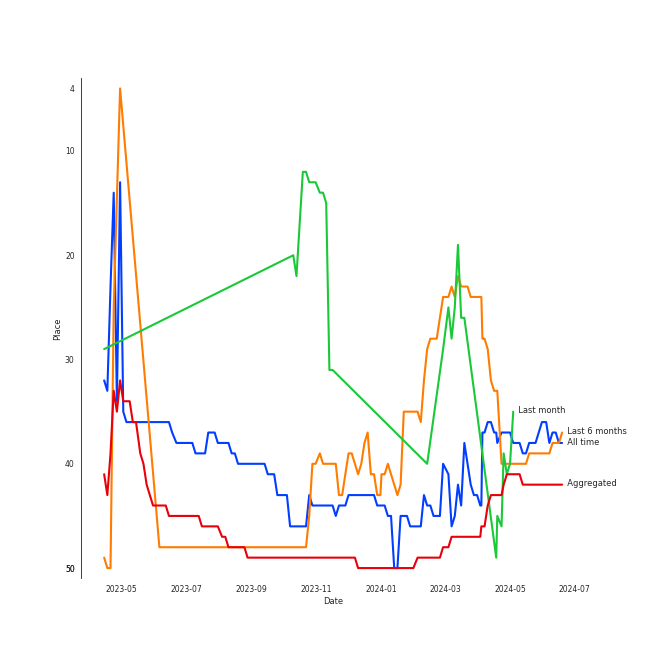 4
10
20
30
40
50
Place
Last month
Last 6 months
All time
Aggregated
2023-05
2023-07
2023-09
2023-11
2024-01
2024-03
2024-05
2024-07
Date